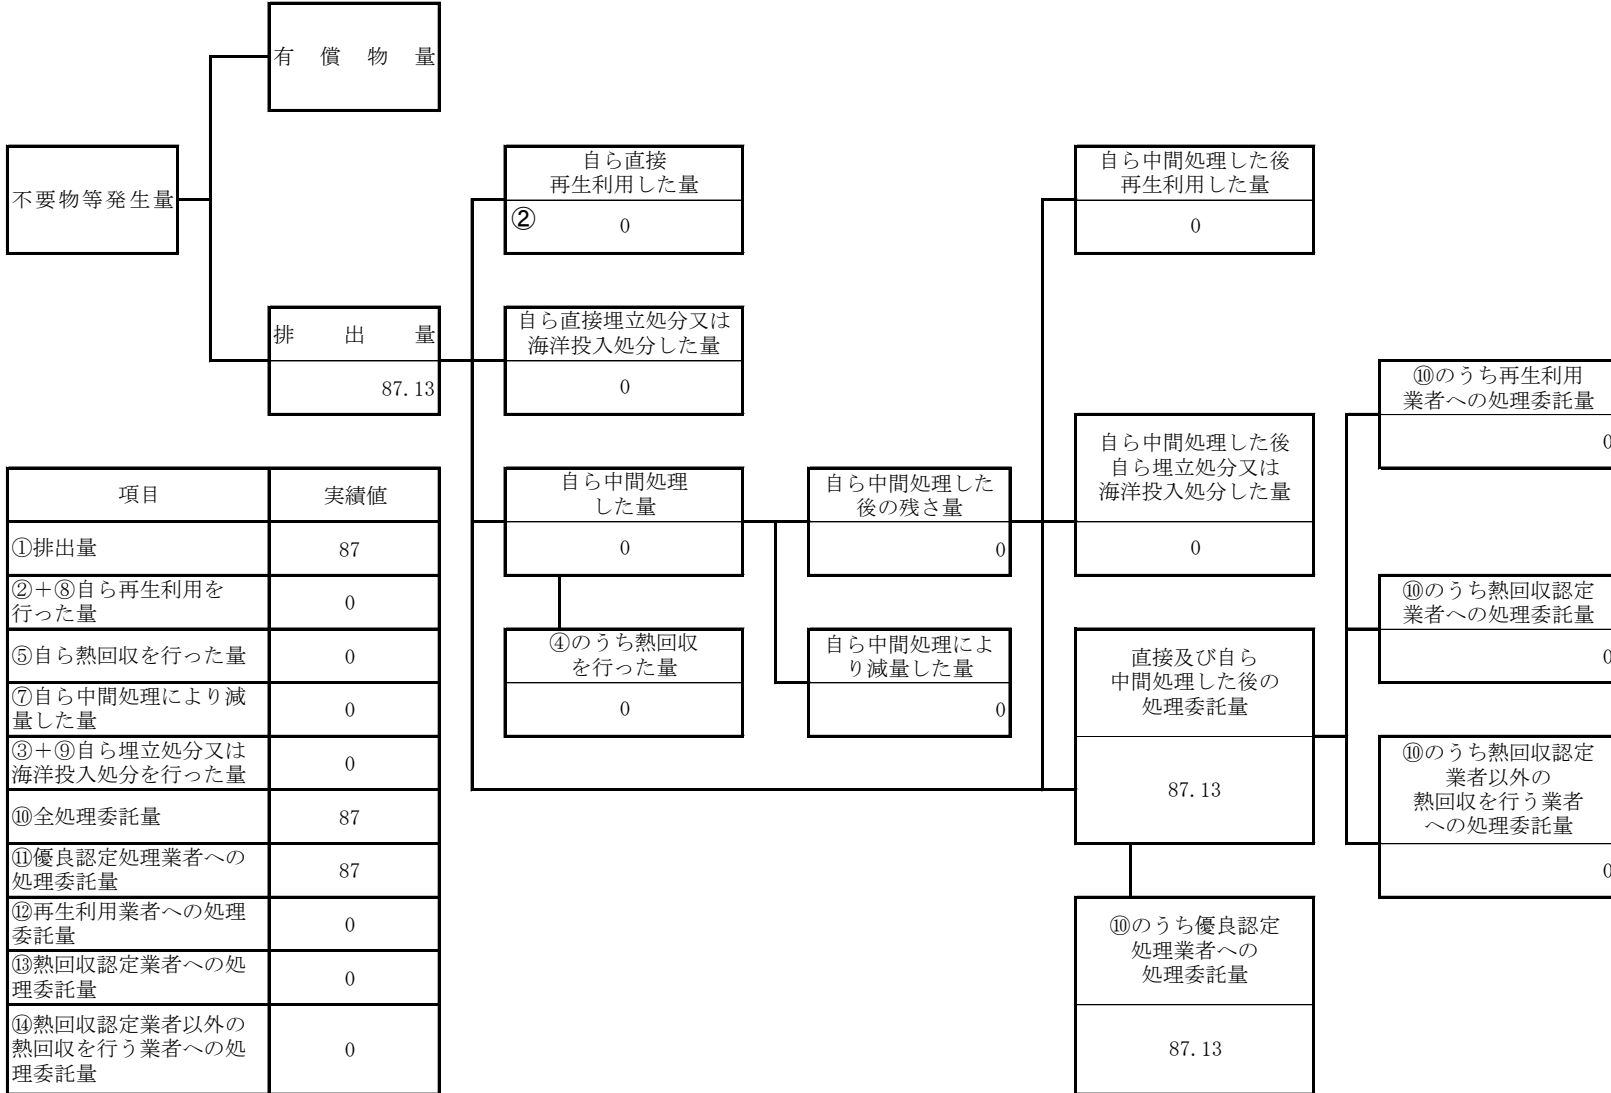 有償物量
不要物等発生量
自ら直接
再生利用した量
②
0
自ら中間処理した後
再生利用した量
0
排出量
87.13
自ら直接埋立処分又は
海洋投入処分した量
0
⑩のうち再生利用
業者への処理委託量
0
自ら中間処理
した量
0
自ら中間処理した
後の残さ量
0
自ら中間処理した後
自ら埋立処分又は
海洋投入処分した量
0
⑩のうち熱回収認定
業者への処理委託量
0
④のうち熱回収
を行った量
0
自ら中間処理によ
り減量した量
0
直接及び自ら
中間処理した後の
処理委託量
87.13
⑩のうち熱回収認定
業者以外の
熱回収を行う業者
への処理委託量
0
⑩のうち優良認定
処理業者への
処理委託量
87.13
項目 実績値
①排出量 87
②＋⑧自ら再生利用を
行った量 0
⑤自ら熱回収を行った量 0
⑦自ら中間処理により減
量した量 0
③＋⑨自ら埋立処分又は
海洋投入処分を行った量 0
⑩全処理委託量 87
⑪優良認定処理業者への
処理委託量 87
⑫再生利用業者への処理
委託量 0
⑬熱回収認定業者への処
理委託量 0
⑭熱回収認定業者以外の
熱回収を行う業者への処
理委託量 0